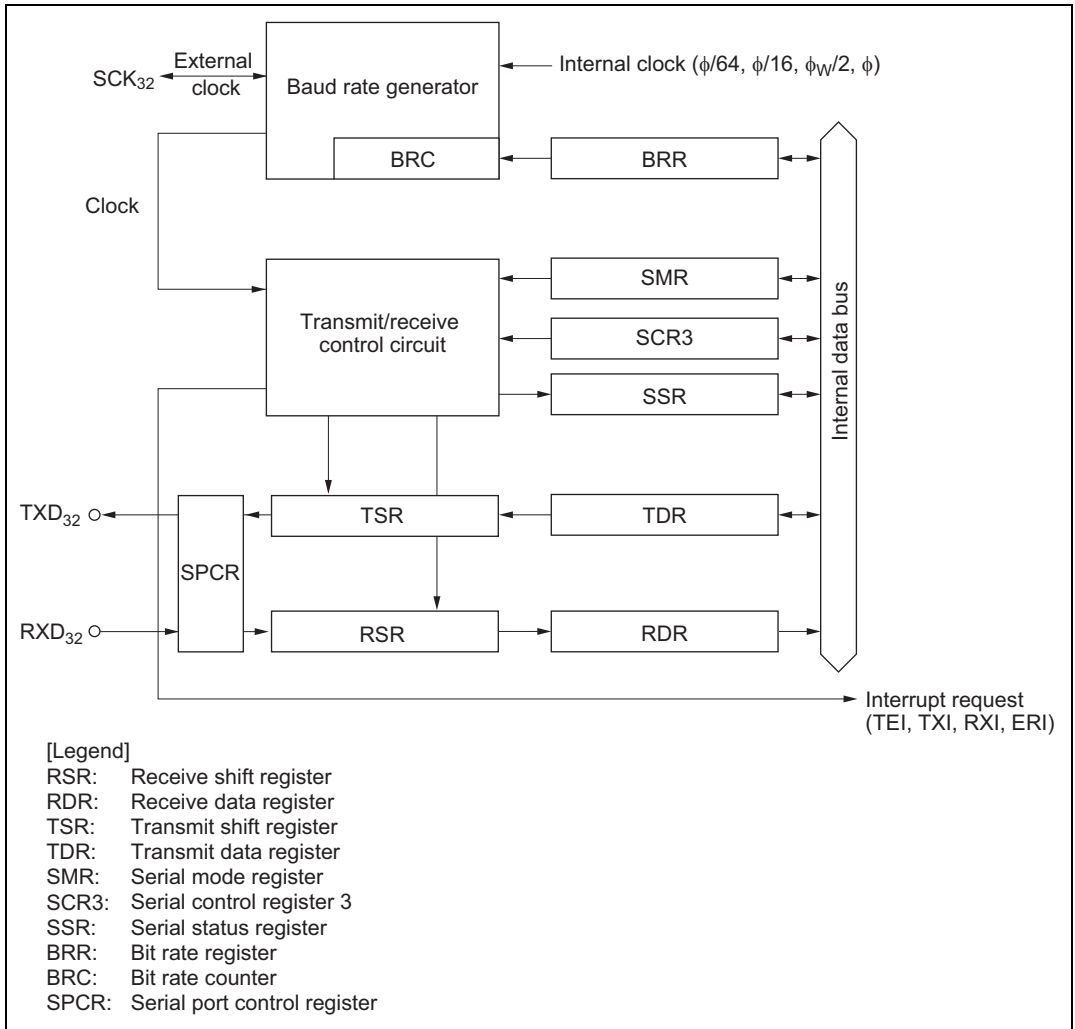 SCK32
External
clock
Baud rate generator
Internal clock (ϕ/64, ϕ/16, ϕW/2, ϕ)
BRC
BRR
Clock
Transmit/receive
control circuit
SMR
SCR3
SSR
Internal data bus
TXD32
SPCR
TSR
TDR
RXD32
RSR
RDR
Interrupt request
(TEI, TXI, RXI, ERI)
[Legend]
RSR: Receive shift register
RDR: Receive data register
TSR: Transmit shift register
TDR: Transmit data register
SMR: Serial mode register
SCR3: Serial control register 3
SSR: Serial status register
BRR: Bit rate register
BRC: Bit rate counter
SPCR: Serial port control register